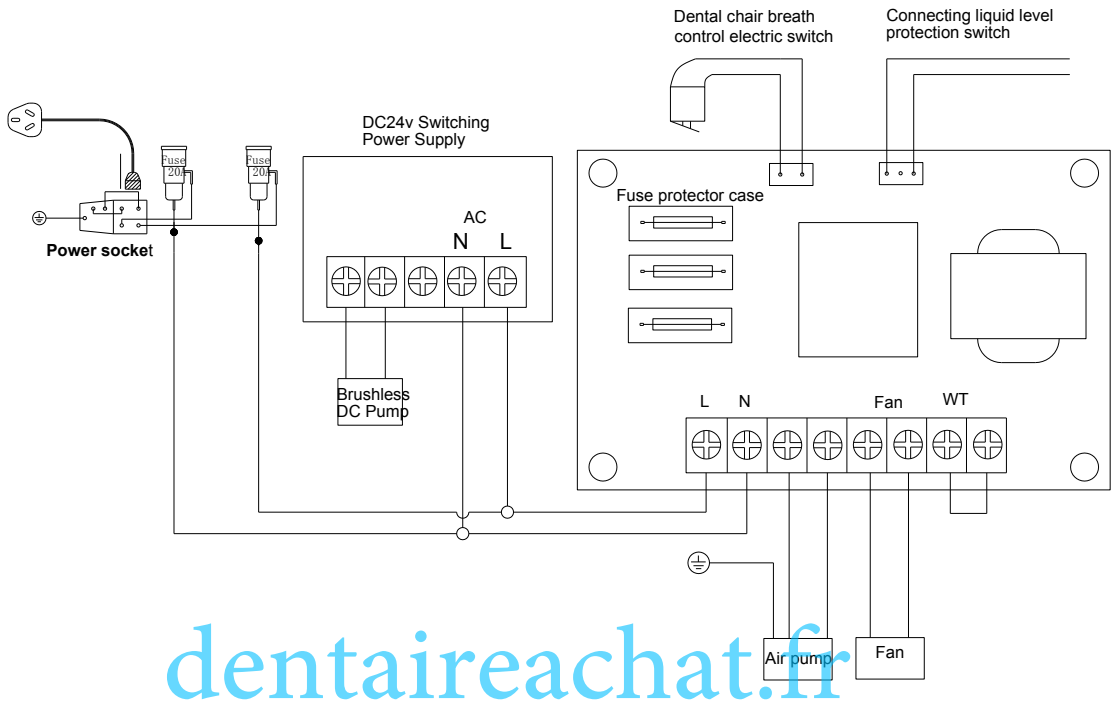 Dental chair breath
control electric switch
Connecting liquid level
protection switch
DC24v Switching
Power Supply
Fuse
20A
Fuse
20A
Power socket
AC
N L
Brushless
DC Pump
Fuse protector case
L N Fan WT
Air pump
Fan
dentaireachat.fr